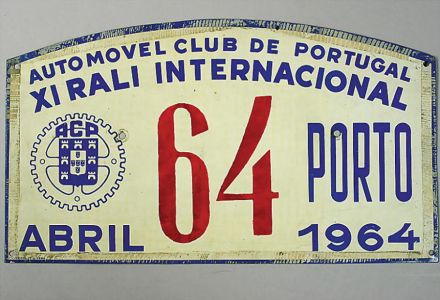 AUTOMOVEL CLUB DE PORTUGAL
XI RALI INTERNACIONAL
ACP
64
PORTO
ABRIL
1964